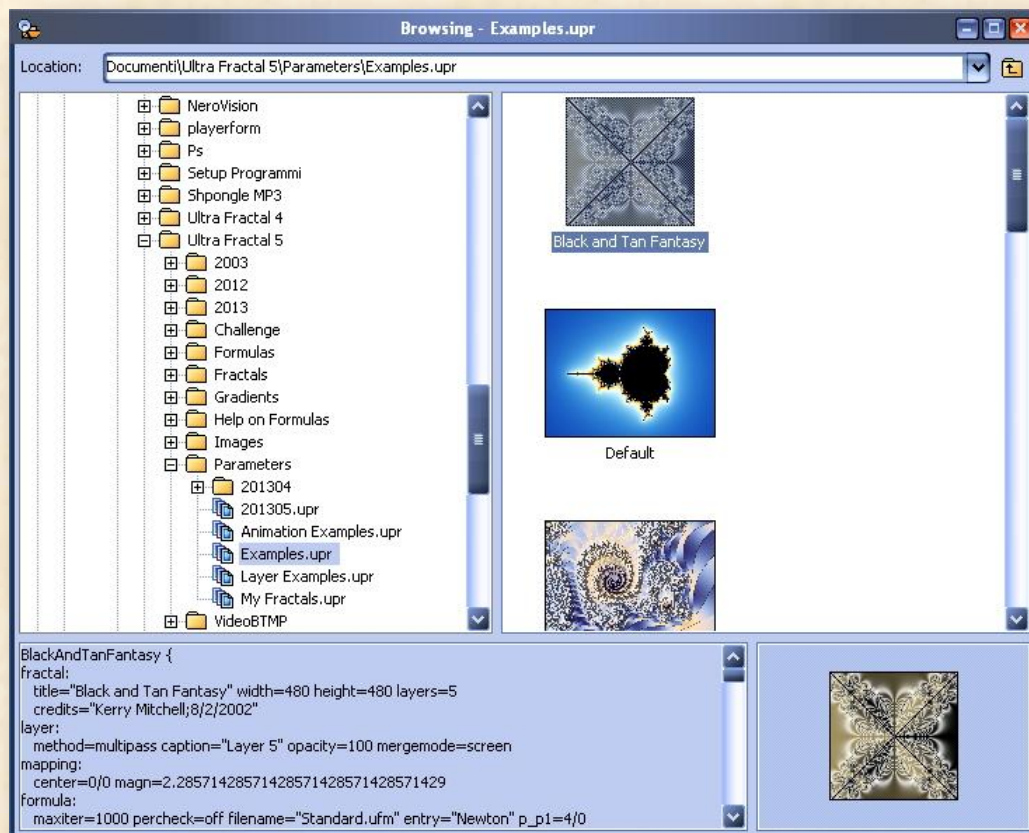 Browsing - Examples.upr
Location:
Documenti\Ultra Fractal 5\Parameters\Examples.upr
NeroVision
playerform
Ps
Setup Programmi
Shpongle MP3
Ultra Fractal 4
Ultra Fractal 5
2003
2012
2013
Challenge
Formulas
Fractals
Gradients
Help on Formulas
Images
Parameters
201304
201305.upr
Animation Examples.upr
Examples.upr
Layer Examples.upr
My Fractals.upr
VideoBTMP
Black and Tan Fantasy
Default
BlackAndTanFantasy {
fractal:
title="Black and Tan Fantasy" width=480 height=480 layers=5
credits="Kerry Mitchell;8/2/2002"
layer:
method=multipass caption="Layer 5" opacity=100 mergemode=screen
mapping:
center=0/0 magn=2.2857142857142857142857142857142​9
formula:
maxiter=1000 percheck=off filename="Standard.ufm" entry="Newton" p_p1=4/0